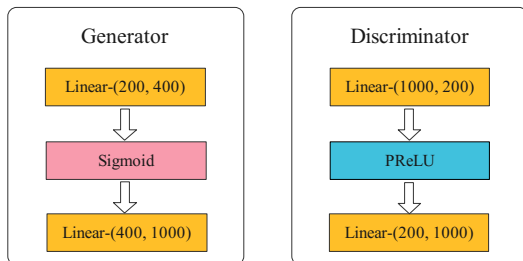 Generator
Linear-(200, 400)
Sigmoid
Linear-(400, 1000)
Discriminator
Linear-(1000, 200)
PReLU
Linear-(200, 1000)